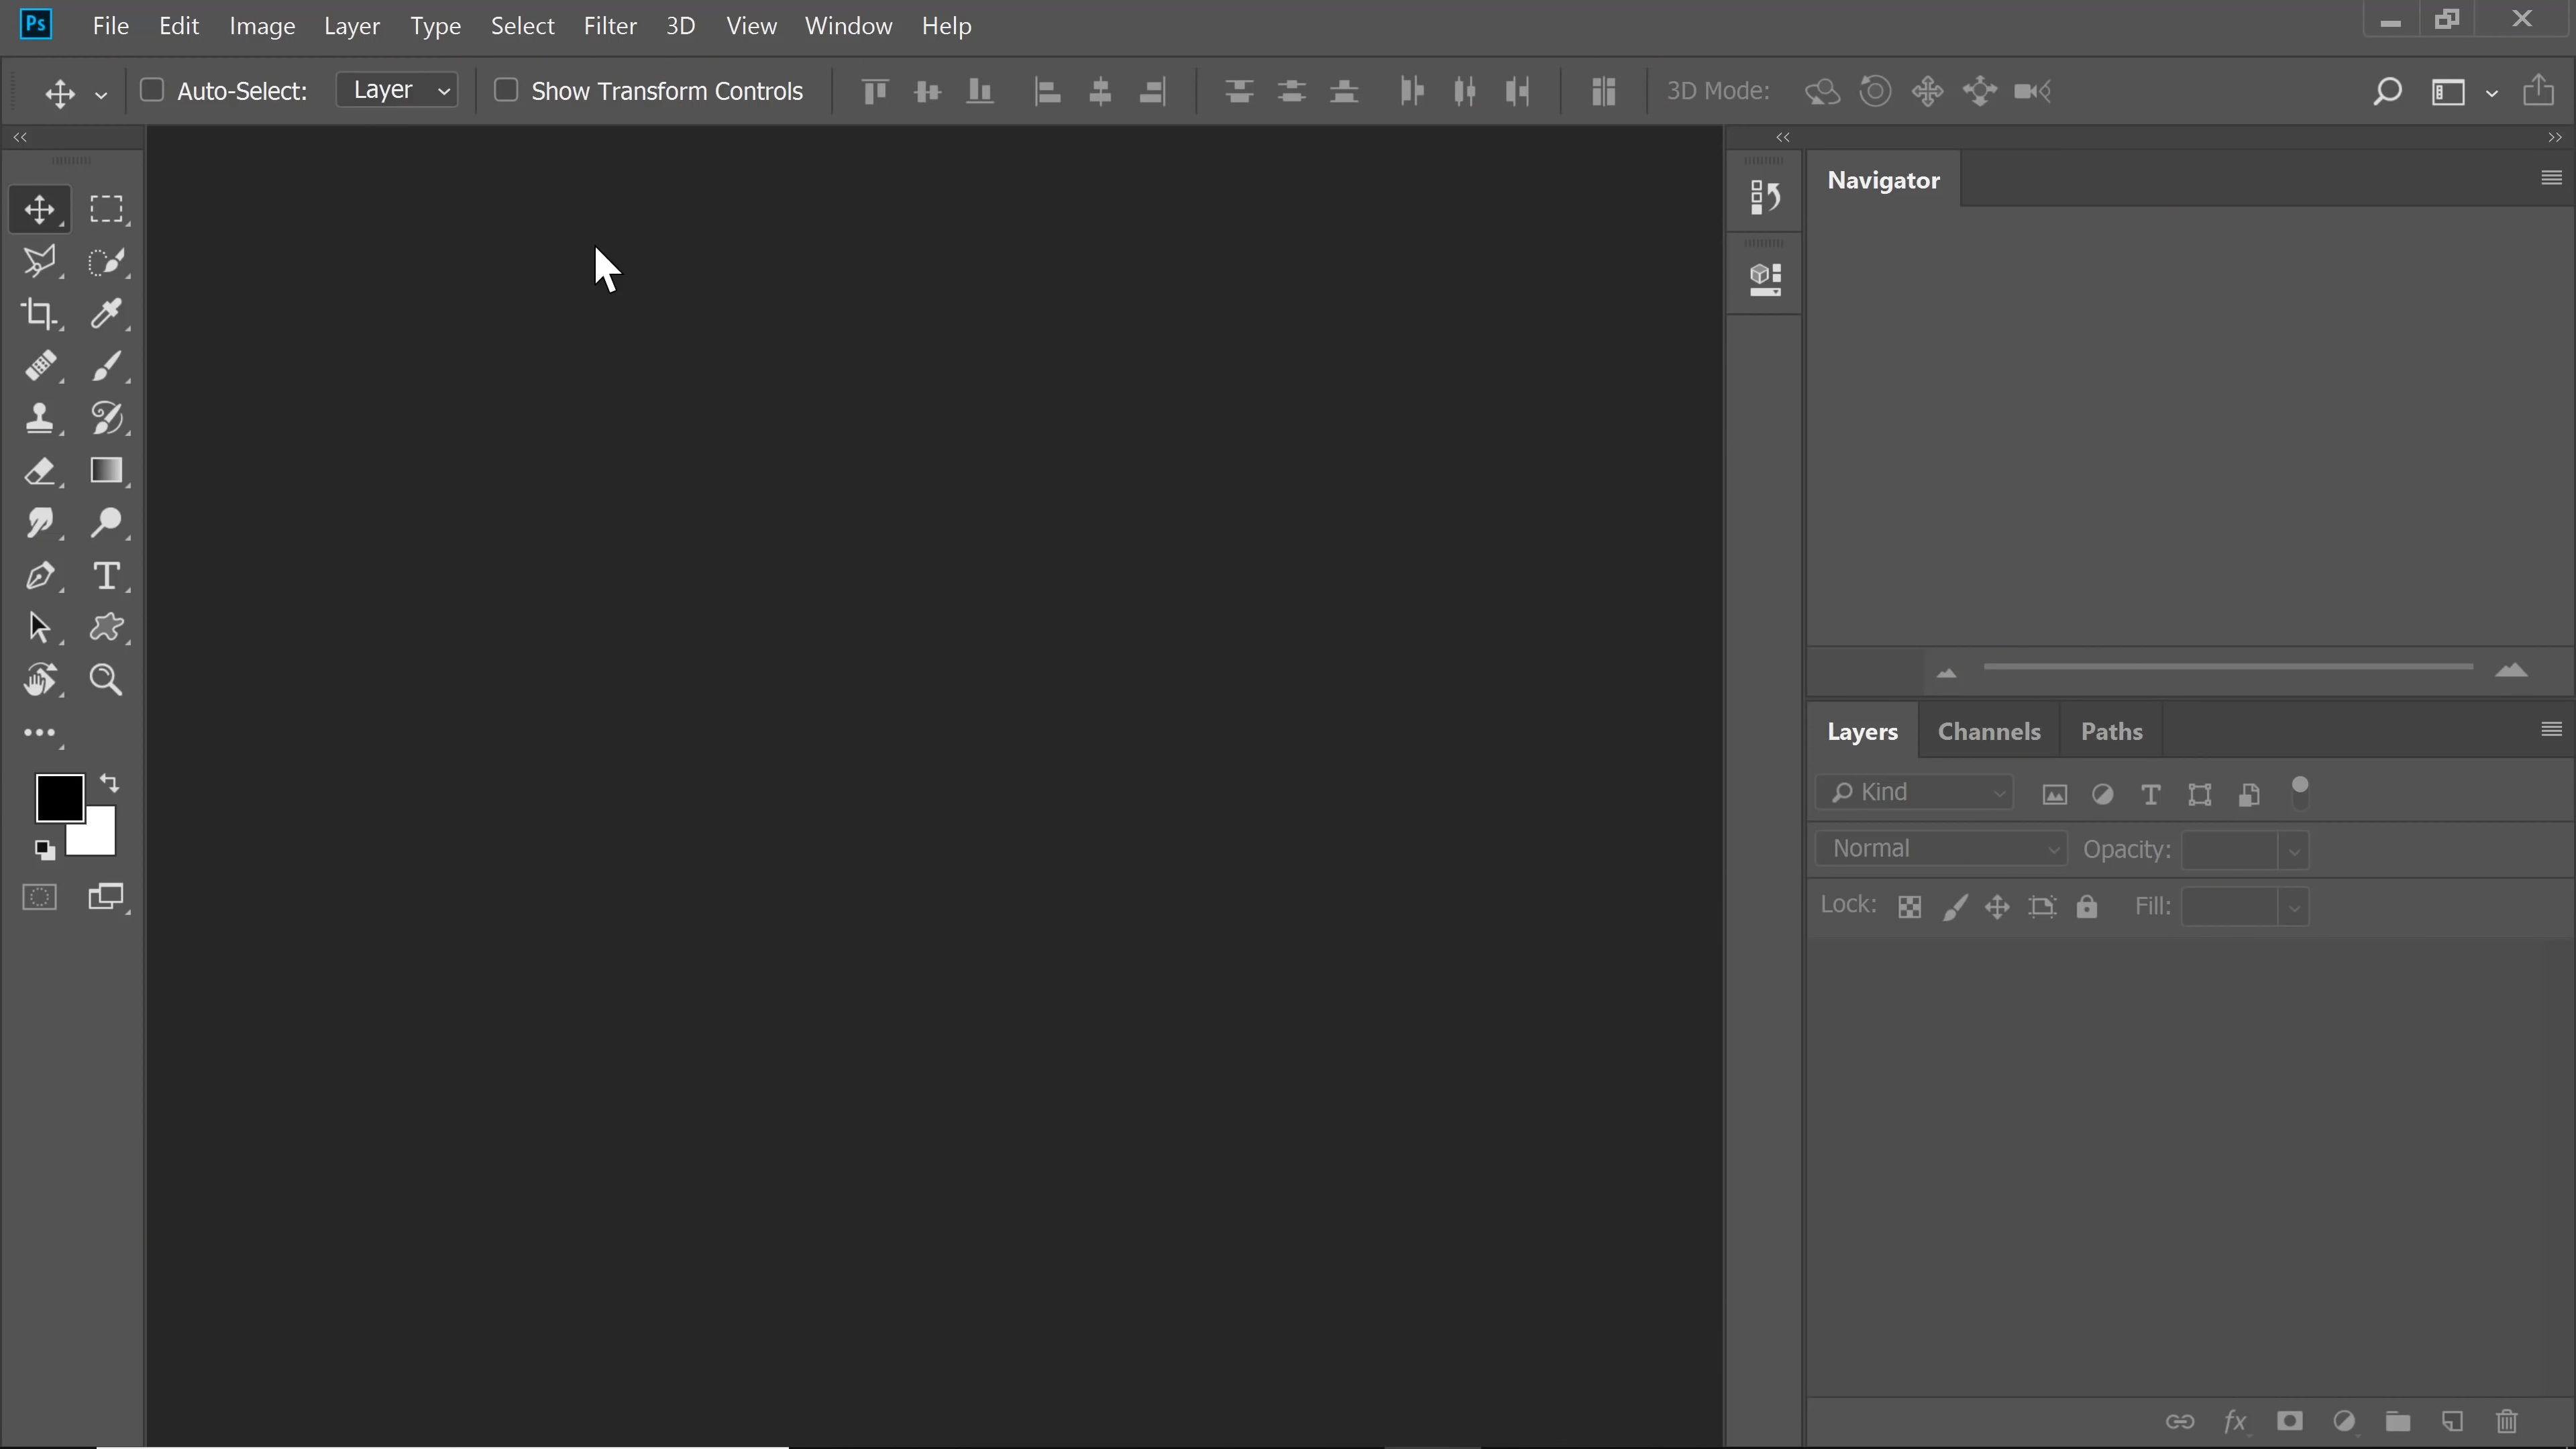 Ps File Edit Image Layer Type Select Filter 3D View Window Help
Auto-Select: Layer Show Transform Controls 3D Mode:
Navigator
Layers Channels Paths
Kind
Normal Opacity:
Lock: Fill:
fx